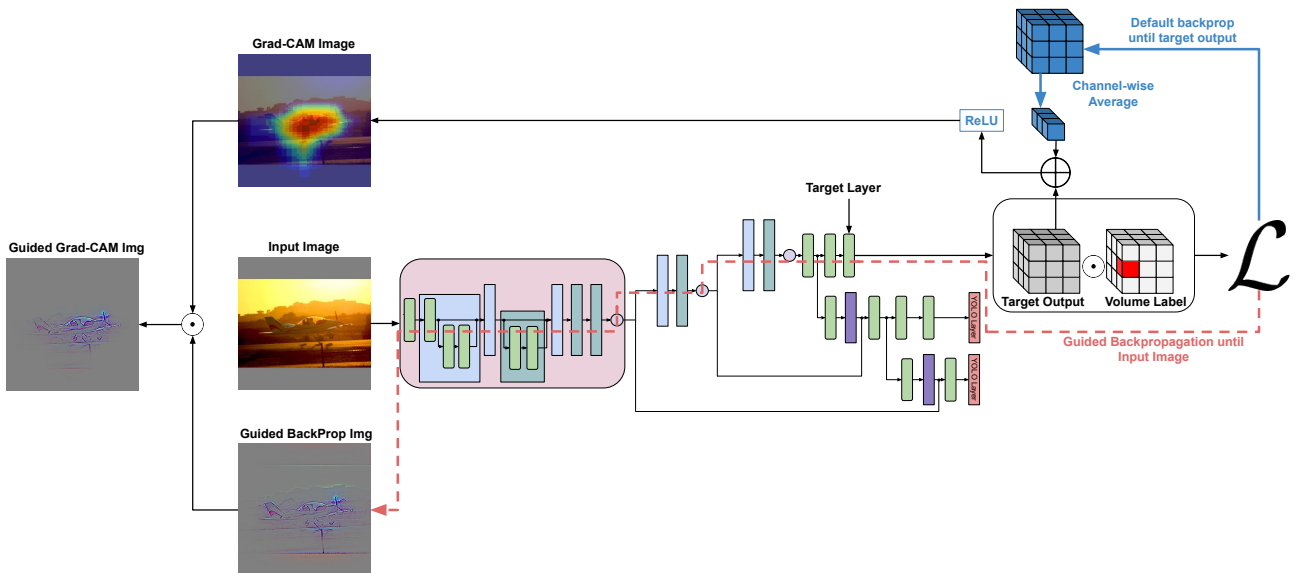 Default backprop
until target output
Grad-CAM Image
Channel-wise
Average
ReLU
Target Layer
Guided Grad-CAM Img
Input Image
ℒ
Target Output
Volume Label
YOLO Layer
Guided Backpropagation until
Input Image
YOLO Layer
Guided BackProp Img